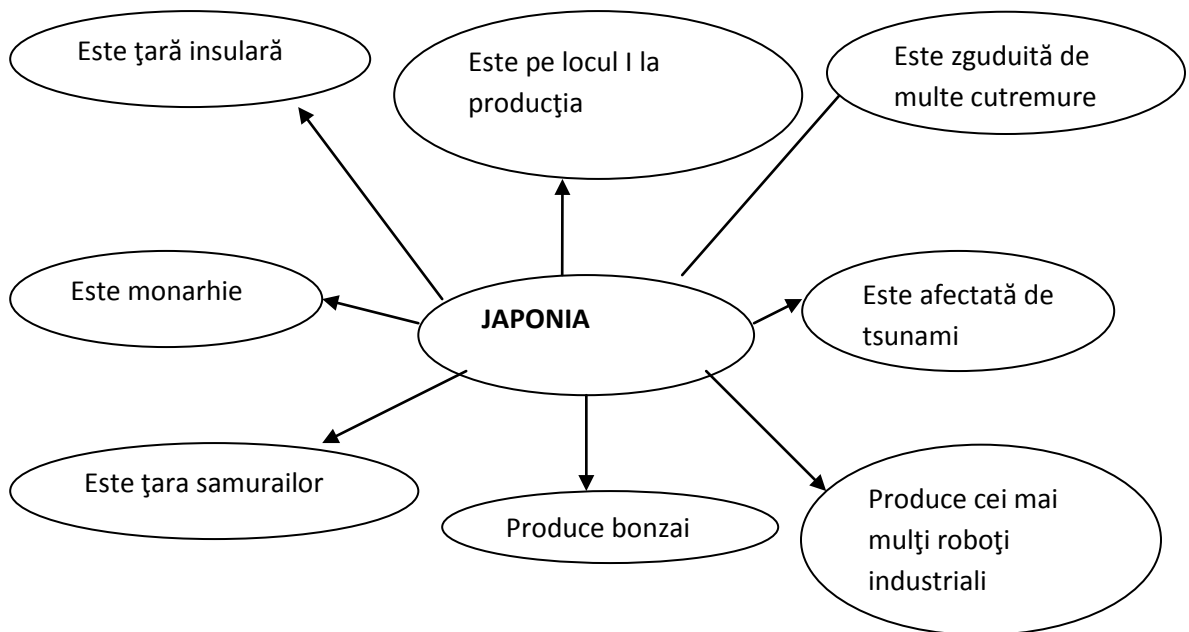 Este ţară insulară
Este pe locul I la
producţia
Este zguduită de
multe cutremure
Este monarhie
JAPONIA
Este afectată de
tsunami
Este ţara samurailor
Produce bonzai
Produce cei mai
mulţi roboţi
industriali